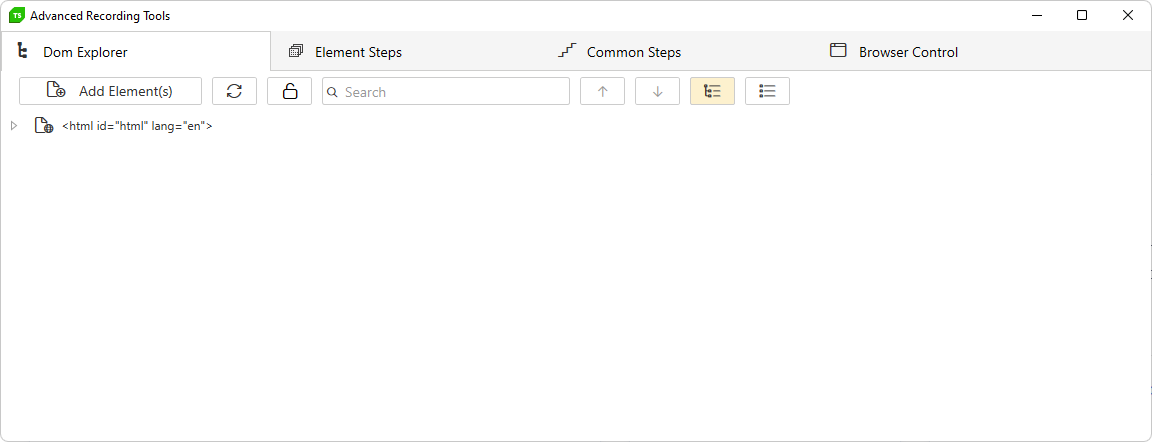 TS Advanced Recording Tools
Dom Explorer Element Steps Common Steps Browser Control
Add Element(s) Search
<html id="html" lang="en">